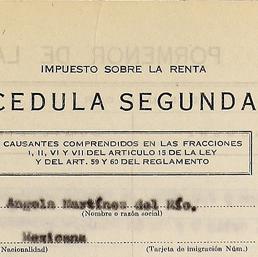 IMPUESTO SOBRE LA RENTA
CEDULA SEGUNDA
CAUSANTES COMPRENDIDOS EN LAS FRACCIONES
I, II, VI Y VII DEL ARTICULO 15 DE LA LEY
Y DEL ART. 59 Y 60 DEL REGLAMENTO
Angela Martínez del Río.
(Nombre o razón social)
Mexicana
(Nacionalidad) (Tarjeta de imigración Núm.)